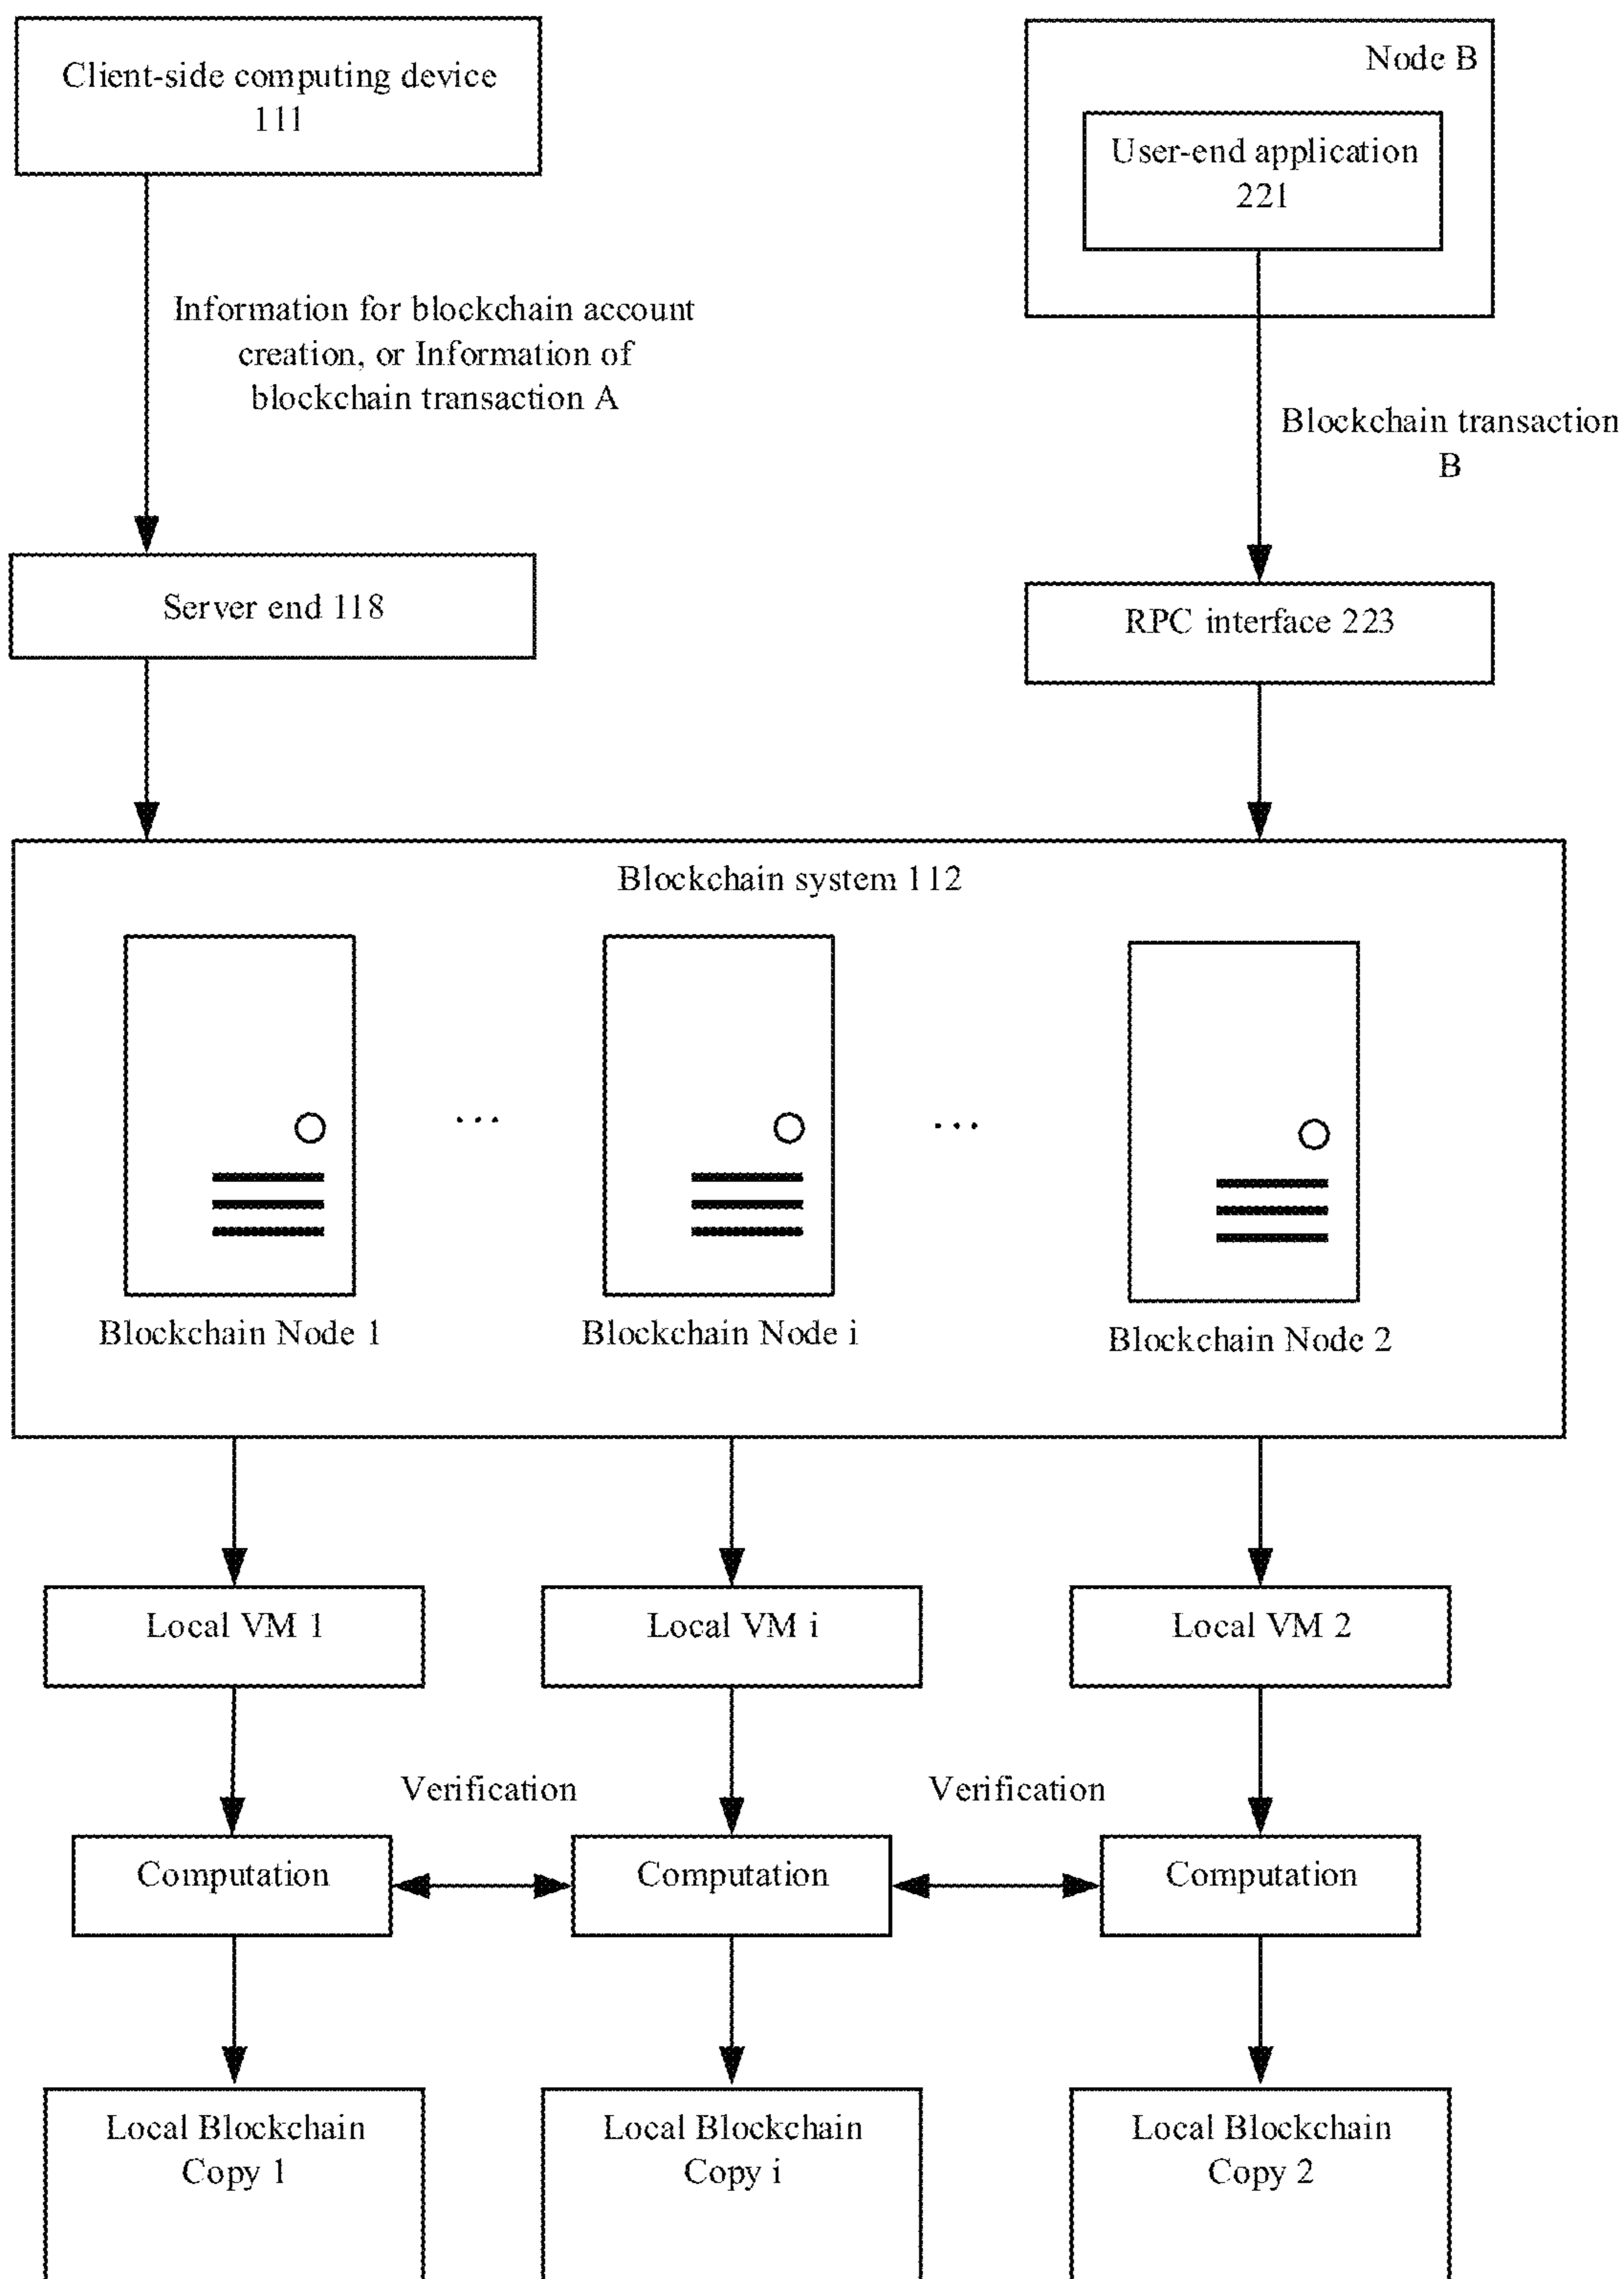 Client-side computing device
111
Node B
User-end application
221
Information for blockchain account
creation, or Information of
blockchain transaction A
Blockchain transaction
B
Server end 118
RPC interface 223
Blockchain system 112
...
...
Blockchain Node 1
Blockchain Node i
Blockchain Node 2
Local VM 1
Local VM i
Local VM 2
Verification
Verification
Computation
Computation
Computation
Local Blockchain
Copy 1
Local Blockchain
Copy i
Local Blockchain
Copy 2